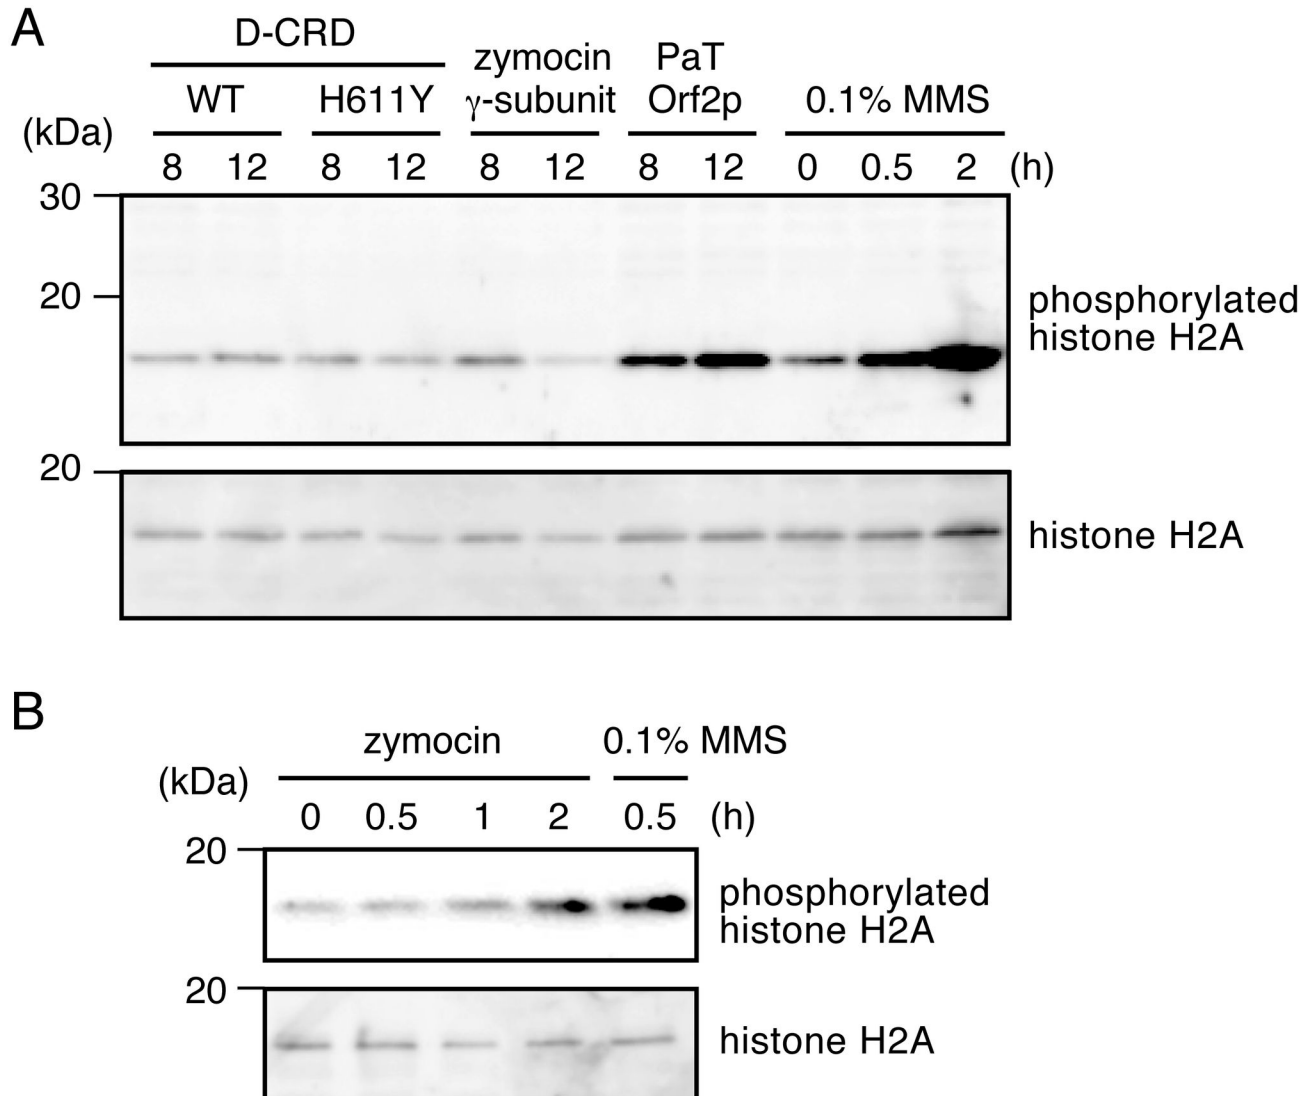 A
D-CRD
zymocin PaT
WT H611Y γ-subunit Orf2p 0.1% MMS
(kDa)
8 12 8 12 8 12 8 12 0 0.5 2 (h)
30
20
phosphorylated
histone H2A
20
histone H2A
B
zymocin 0.1% MMS
(kDa)
0 0.5 1 2 0.5 (h)
20
phosphorylated
histone H2A
20
histone H2A